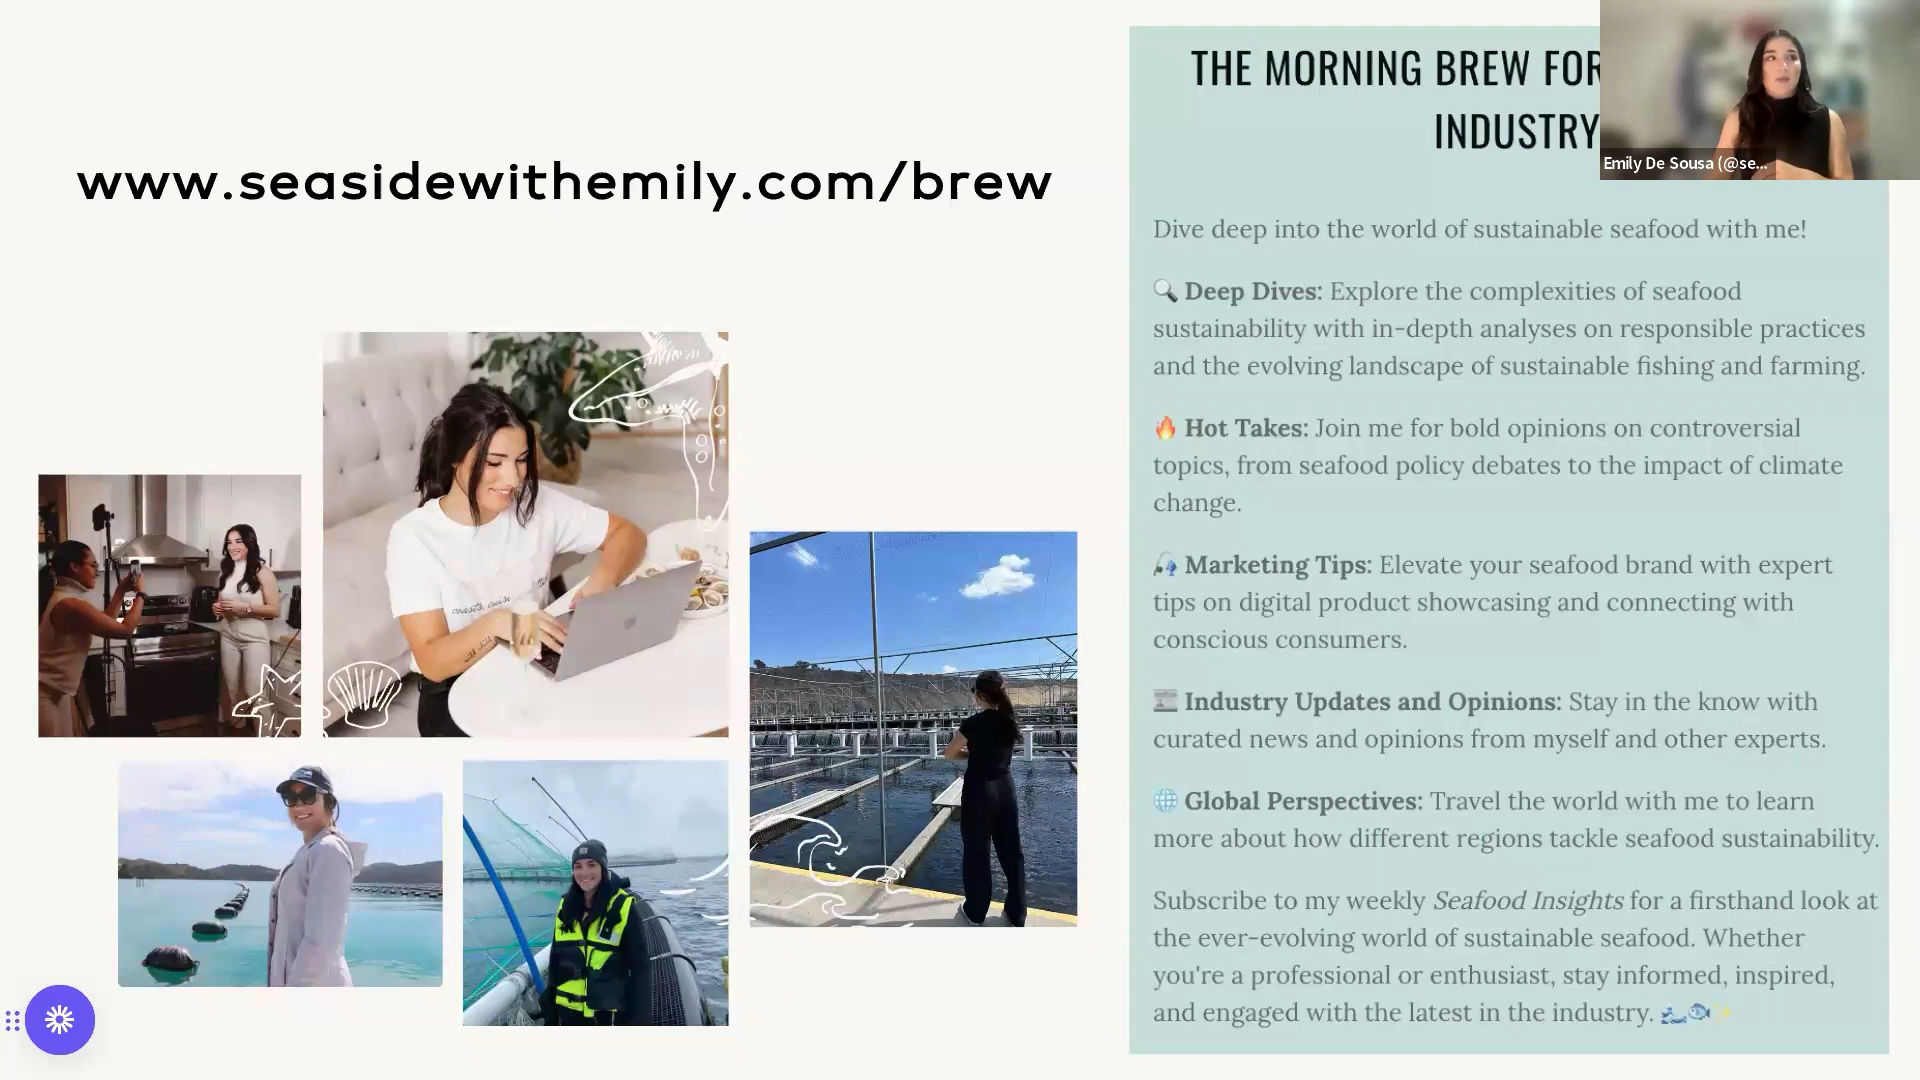 www.seasidewithemily.com/brew
THE MORNING BREW FOR
INDUSTRY
Emily De Sousa (@se...
Dive deep into the world of sustainable seafood with me!
🔍 Deep Dives: Explore the complexities of seafood
sustainability with in-depth analyses on responsible practices
and the evolving landscape of sustainable fishing and farming.
🔥 Hot Takes: Join me for bold opinions on controversial
topics, from seafood policy debates to the impact of climate
change.
🎣 Marketing Tips: Elevate your seafood brand with expert
tips on digital product showcasing and connecting with
conscious consumers.
📰 Industry Updates and Opinions: Stay in the know with
curated news and opinions from myself and other experts.
🌐 Global Perspectives: Travel the world with me to learn
more about how different regions tackle seafood sustainability.
Subscribe to my weekly Seafood Insights for a firsthand look at
the ever-evolving world of sustainable seafood. Whether
you're a professional or enthusiast, stay informed, inspired,
and engaged with the latest in the industry. 🌊🐟✨